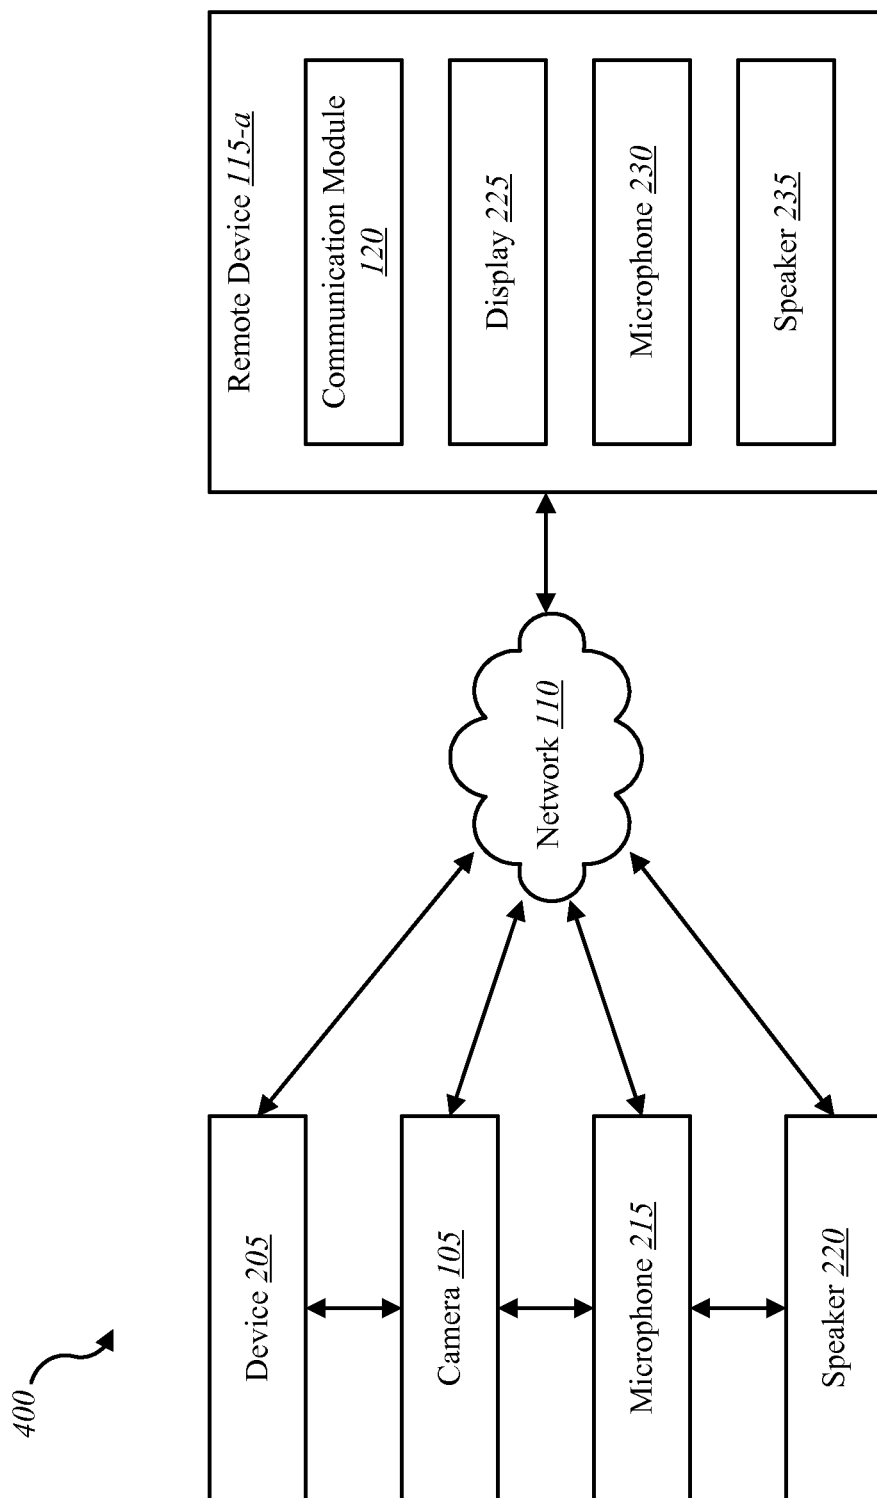 400
Device 205
Camera 105
Microphone 215
Speaker 220
Network 110
Remote Device 115-a
Communication Module
120
Display 225
Microphone 230
Speaker 235